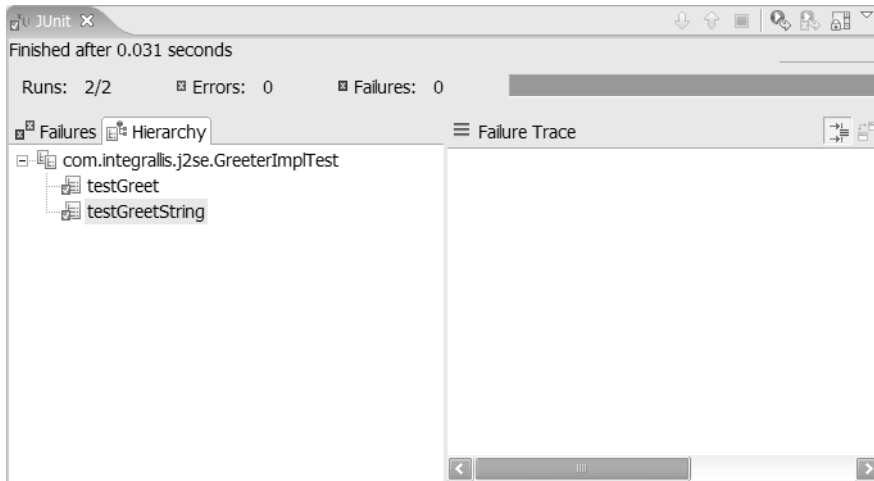 JUnit
Finished after 0.031 seconds
Runs: 2/2 Errors: 0 Failures: 0
Failures Hierarchy Failure Trace
com.integrallis.j2se.GreeterImplTest
testGreet
testGreetString